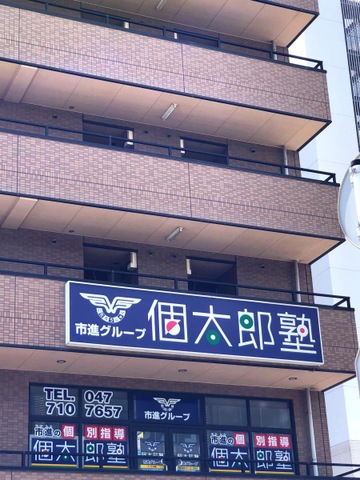 市進グループ 個太郎塾
TEL. 047
710 7657
市進グループ
市進の個別指導
個太郎塾
市進の個別指導
個太郎塾